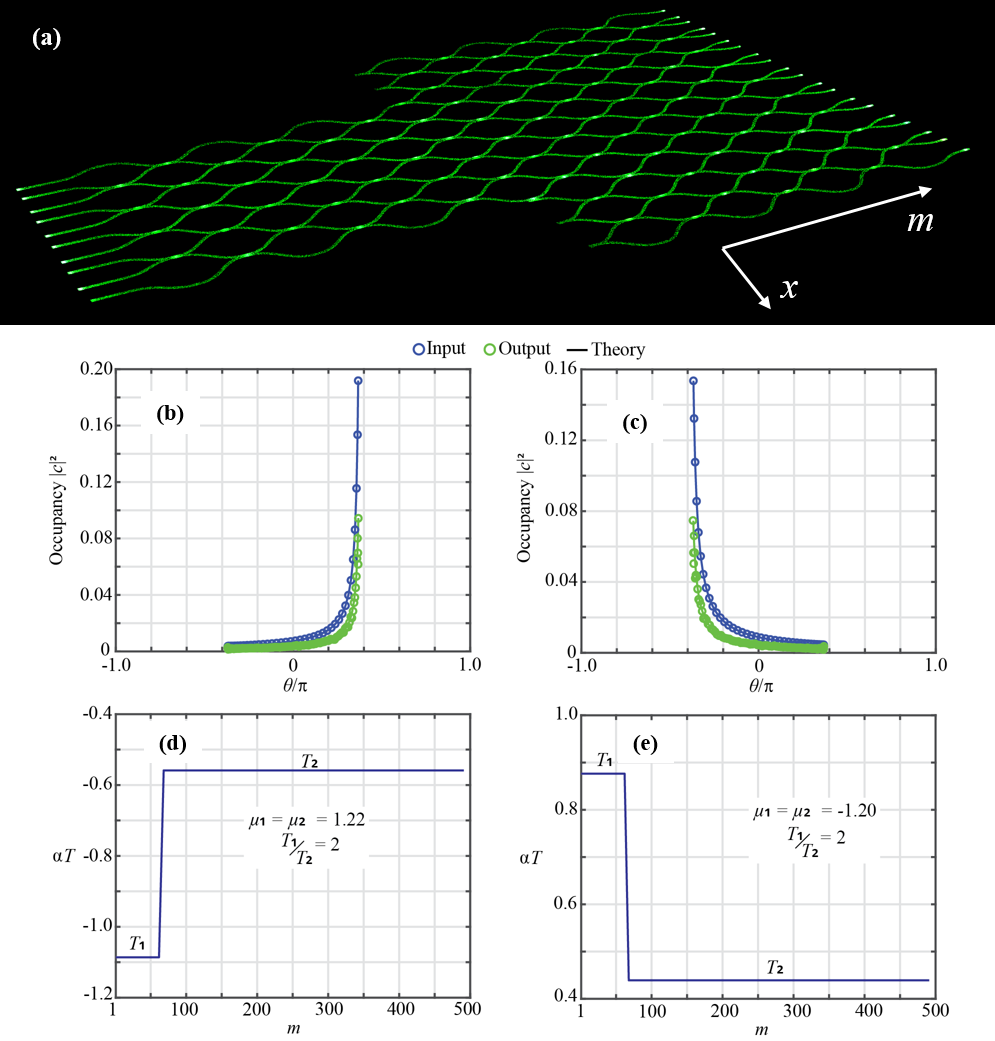 (a)
m
x
Input Output Theory
(b)
Occupancy |c|²
0.20
0.16
0.12
0.08
0.04
0
-1.0 0 1.0
θ/π
(c)
Occupancy |c|²
0.16
0.12
0.08
0.04
0
-1.0 0 1.0
θ/π
(d)
αT
-0.4
-0.6
-0.8
-1.0
-1.2
T₂
μ₁ = μ₂ = 1.22
T₁/T₂ = 2
T₁
1 100 200 300 400 500
m
(e)
αT
1.0
0.8
0.6
0.4
T₁
μ₁ = μ₂ = -1.20
T₁/T₂ = 2
T₂
1 100 200 300 400 500
m